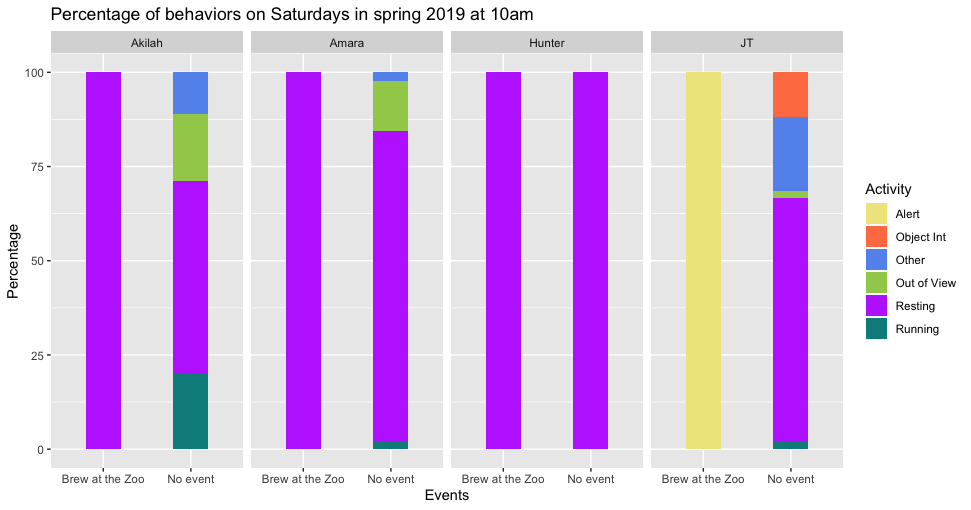 Percentage of behaviors on Saturdays in spring 2019 at 10am
Akilah
Amara
Hunter
JT
Percentage
100
75
50
25
0
Brew at the Zoo
No event
Brew at the Zoo
No event
Brew at the Zoo
No event
Brew at the Zoo
No event
Events
Activity
Alert
Object Int
Other
Out of View
Resting
Running